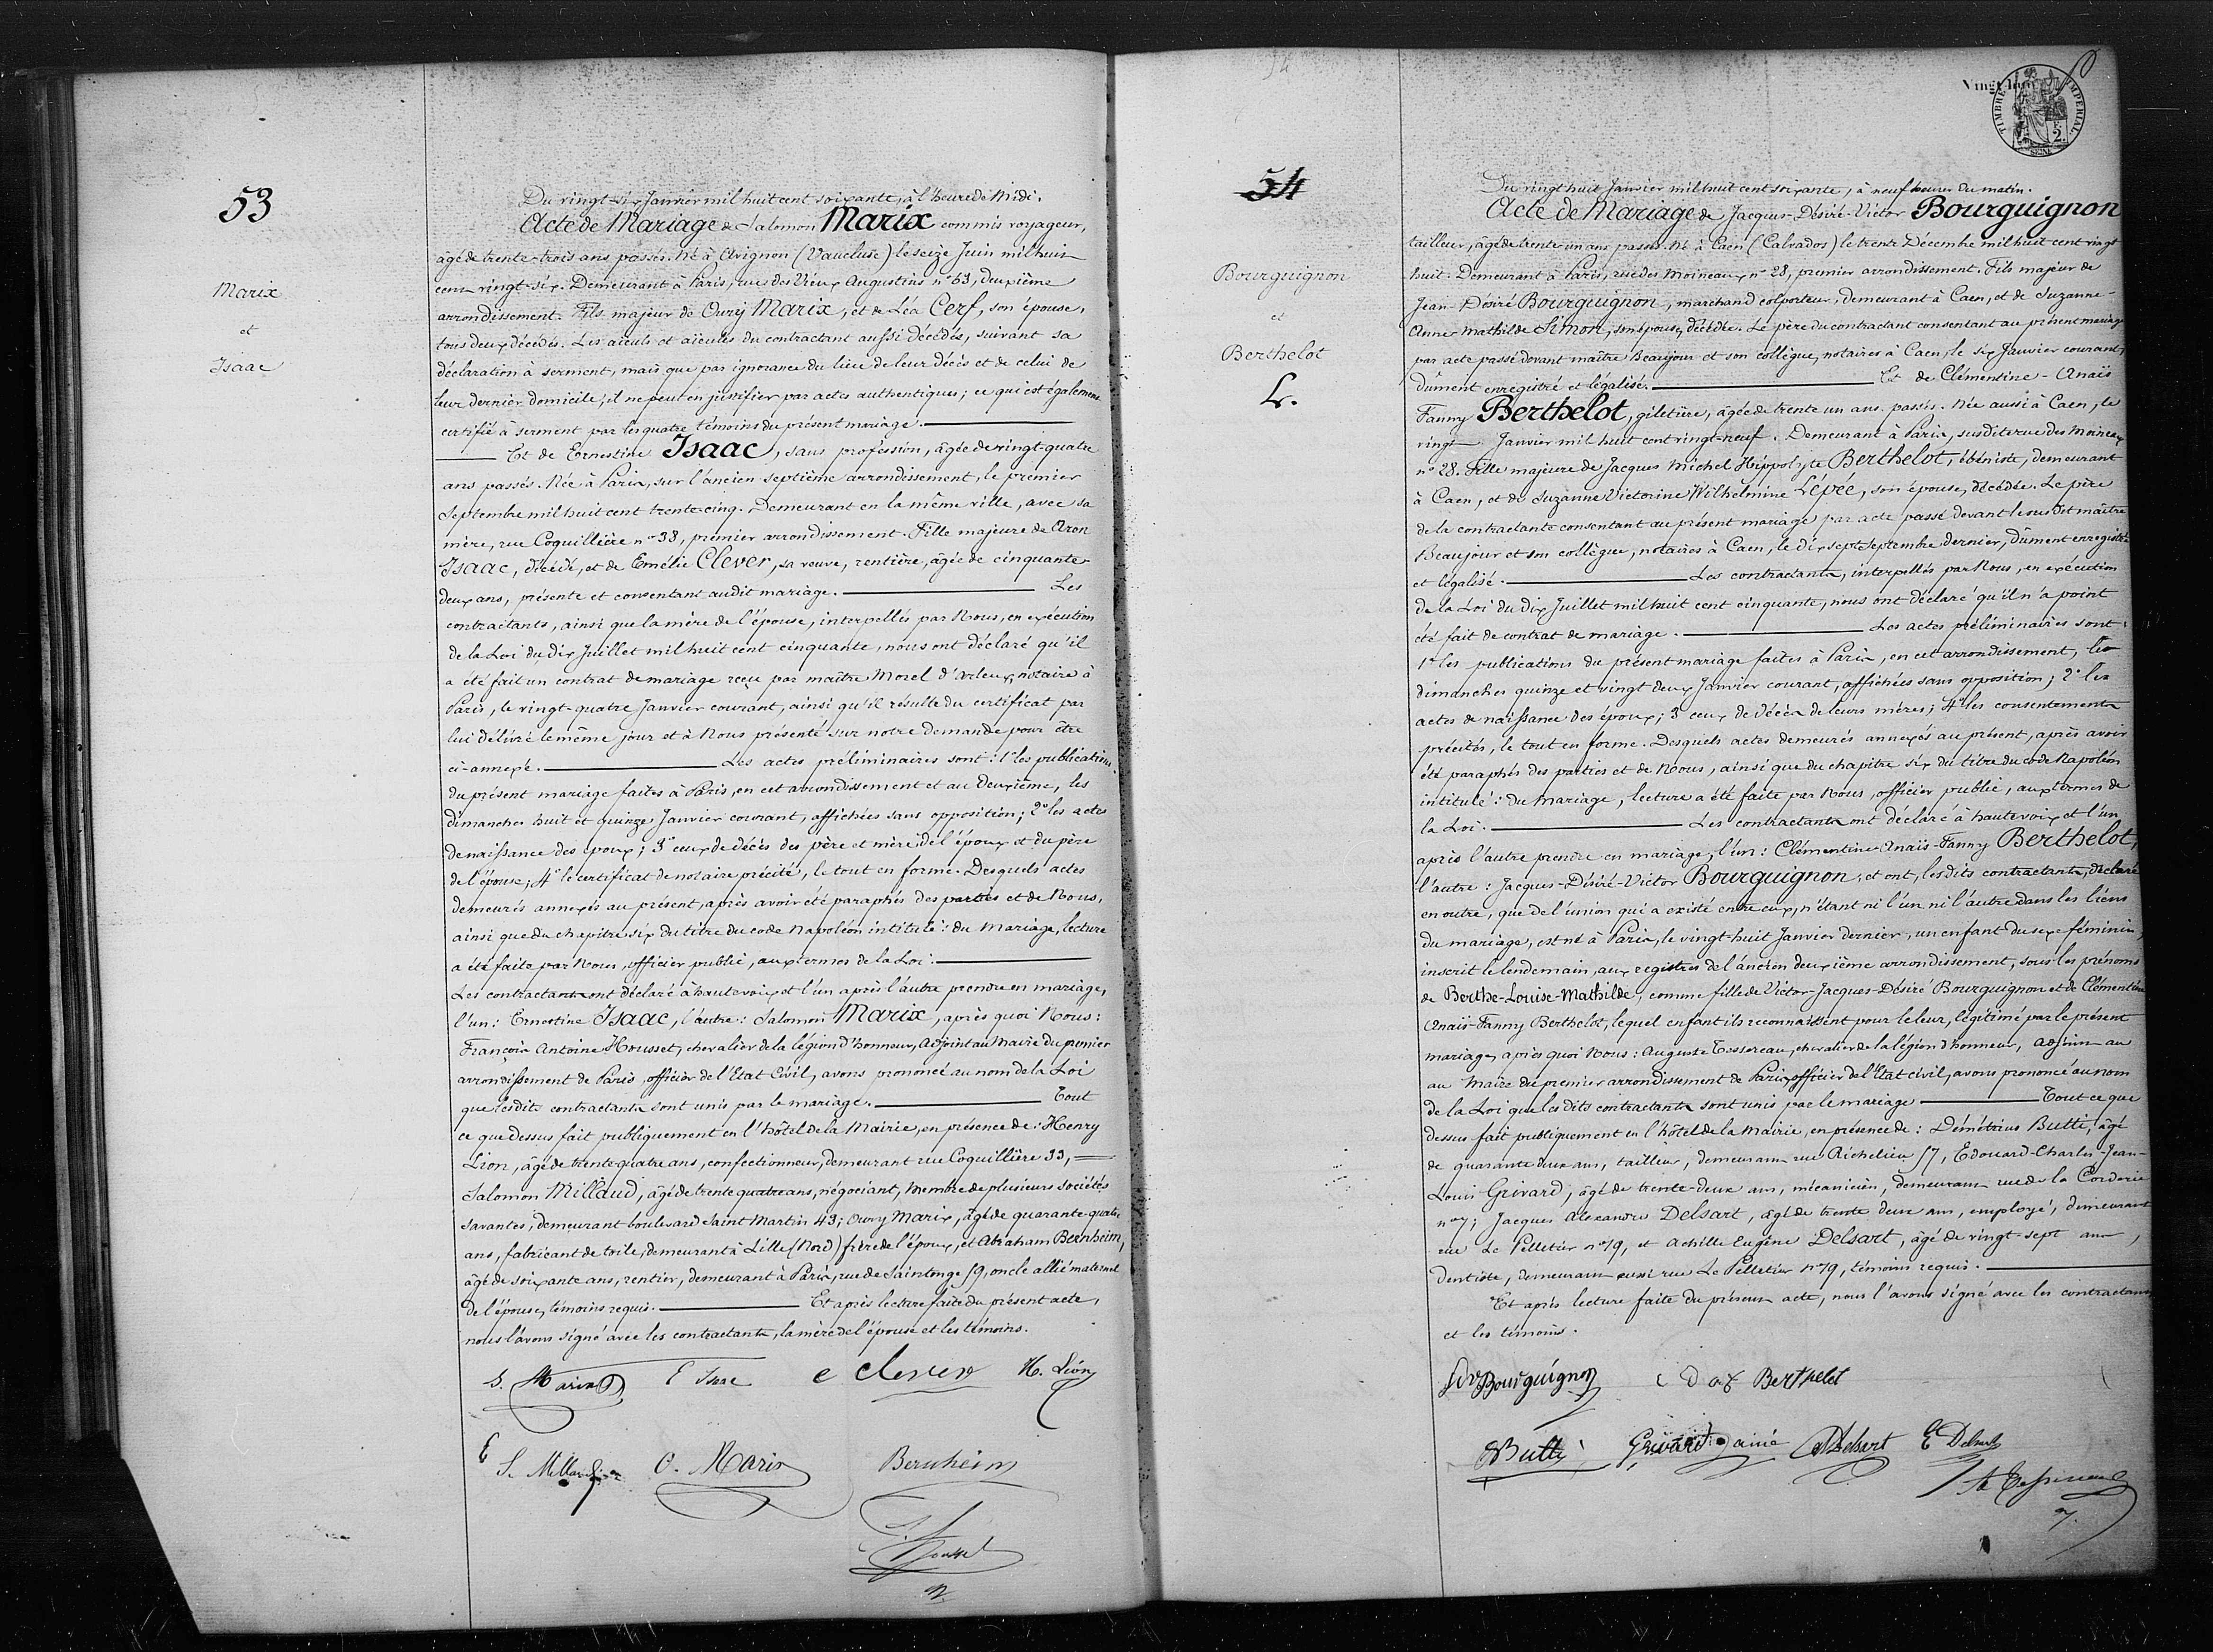 53
Marix
et
Isaac
Du vingt-six Janvier mil huit cent soixante, à l'heure de Midi.
Acte de Mariage de Salomon Marix commis voyageur,
âgé de trente-trois ans passés. Né à Avignon (Vaucluse) le seize Juin mil huit
cent vingt-six. Demeurant à Paris, rue des Vieux Augustins n° 63, deuxième
arrondissement. Fils majeur de Oury Marix, et de Léa Cerf, son épouse,
tous deux décédés. Les aïeuls et aïeules du contractant aussi décédés, suivant sa
déclaration à serment, mais que par ignorance du lieu de leur décès et de celui de
leur dernier domicile, il ne peut en justifier par actes authentiques; ce qui est également
certifié à serment par les quatre témoins du présent mariage.
Et de Ernestine Isaac, sans profession, âgée de vingt-quatre
ans passés. Née à Paris, sur l'ancien septième arrondissement, le premier
Septembre mil huit cent trente-cinq. Demeurant en la même ville, avec sa
mère, rue Coquillière n° 33, premier arrondissement. Fille majeure de Aron
Isaac, décédé, et de Emélie Clever, sa veuve, rentière, âgée de cinquante-
deux ans, présente et consentant audit mariage. Les
contractants, ainsi que la mère de l'épouse, interpellés par Nous, en exécution
de la Loi du dix Juillet mil huit cent cinquante, nous ont déclaré qu'il
a été fait un contrat de mariage reçu par maître Morel d'Arleux, notaire à
Paris, le vingt-quatre Janvier courant, ainsi qu'il résulte du certificat par
lui délivré le même jour et à Nous présenté sur notre demande pour être
ci-annexé. Les actes préliminaires sont: 1° les publications
du présent mariage faites à Paris, en cet arrondissement et au deuxième, les
dimanches huit et quinze Janvier courant, affichées sans opposition; 2° les actes
de naissance des époux; 3° ceux de décès des père et mère de l'époux et du père
de l'épouse; 4° le certificat de notaire précité, le tout en forme. Desquels actes
demeurés annexés au présent, après avoir été paraphés des parties et de Nous,
ainsi que du chapitre six du titre du code Napoléon intitulé: du Mariage, lecture
a été faite par Nous, officier public, aux termes de la Loi.
Les contractants ont déclaré à haute voix et l'un après l'autre prendre en mariage,
l'un: Ernestine Isaac, l'autre: Salomon Marix, après quoi Nous:
François Antoine Housset, chevalier de la légion d'honneur, Adjoint au Maire du premier
arrondissement de Paris, officier de l'Etat Civil, avons prononcé au nom de la Loi
que lesdits contractants sont unis par le mariage. Tout
ce que dessus fait publiquement en l'hôtel de la Mairie, en présence de: Henry
Lion, âgé de trente-quatre ans, confectionneur, demeurant rue Coquillière 33,
Salomon Millaud, âgé de trente quatre ans, négociant, Membre de plusieurs sociétés
savantes, demeurant boulevard Saint Martin 43; Oury Marix, âgé de quarante-quatre
ans, fabricant de toile, demeurant à Lille (Nord) frère de l'époux, et Abraham Bernheim,
âgé de soixante ans, rentier, demeurant à Paris, rue de Saintonge 59, oncle allié maternel
de l'épouse, témoins requis. Et après lecture faite du présent acte,
nous l'avons signé avec les contractants, la mère de l'épouse et les témoins.
S. Marix E Isaac e clever H. Lion
S. Millaud O. Marix Bernheim
Housset
54
Bourguignon
et
Berthelot
L.
TIMBRE IMPERIAL
2
Du vingt huit Janvier mil huit cent soixante, à neuf heures du matin.
Acte de Mariage de Jacques-Désiré-Victor Bourguignon
tailleur, âgé de trente un ans passés. Né à Caen (Calvados) le trente Décembre mil huit cent vingt
huit. Demeurant à Paris, rue des Moineaux n° 28, premier arrondissement. Fils majeur de
Jean-Désiré Bourguignon, marchand colporteur, demeurant à Caen, et de Suzanne-
Anne-Mathilde Simon, son épouse, décédée. Le père du contractant consentant au présent mariage
par acte passé devant maître Beaujour et son collègue, notaires à Caen, le six Janvier courant,
dûment enregistré et légalisé. Et de Clémentine-Anaïs
Fanny Berthelot, giletière, âgée de trente un ans passés. Née aussi à Caen, le
vingt Janvier mil huit cent vingt-neuf. Demeurant à Paris, susdite rue des Moineaux
n° 28. Fille majeure de Jacques Michel Hippolyte Berthelot, ébéniste, demeurant
à Caen, et de Suzanne Victorine Wilhelmine Lépée, son épouse, décédée. Le père
de la contractante consentant au présent mariage par acte passé devant le susdit maître
Beaujour et son collègue, notaires à Caen, le dix sept Septembre dernier, dûment enregistré
et légalisé. Les contractants, interpellés par Nous, en exécution
de la Loi du dix Juillet mil huit cent cinquante, nous ont déclaré qu'il n'a point
été fait de contrat de mariage. Les actes préliminaires sont:
1° les publications du présent mariage faites à Paris, en cet arrondissement, les
dimanches quinze et vingt deux Janvier courant, affichées sans opposition; 2° les
actes de naissance des époux; 3° ceux de décès de leurs mères; 4° les consentements
précités, le tout en forme. Desquels actes demeurés annexés au présent, après avoir
été paraphés des parties et de Nous, ainsi que du chapitre six du titre du code Napoléon
intitulé: du Mariage, lecture a été faite par Nous, officier public, aux termes de
la Loi. Les contractants ont déclaré à haute voix et l'un
après l'autre prendre en mariage, l'un: Clémentine-Anaïs-Fanny Berthelot,
l'autre: Jacques-Désiré-Victor Bourguignon, et ont, lesdits contractants, déclaré
en outre, que de l'union qui a existé entre eux, n'étant ni l'un ni l'autre dans les liens
du mariage, est né à Paris, le vingt-huit Janvier dernier, un enfant du sexe féminin,
inscrit le lendemain, aux registres de l'ancien deuxième arrondissement, sous les prénoms
de Berthe-Louise-Mathilde, comme fille de Victor-Jacques-Désiré Bourguignon et de Clémentine
Anaïs-Fanny Berthelot, lequel enfant ils reconnaissent pour le leur, légitimé par le présent
mariage, après quoi Nous: Auguste Tessereau, chevalier de la légion d'honneur, adjoint au
au Maire du premier arrondissement de Paris, officier de l'Etat civil, avons prononcé au nom
de la Loi que les dits contractants sont unis par le mariage Tout ce que
dessus fait publiquement en l'hôtel de la Mairie, en présence de: Démétrius Butti, âgé
de quarante deux ans, tailleur, demeurant rue Richelieu 57, Edouard-Charles-Jean-
Louis Grivard, âgé de trente-deux ans, mécanicien, demeurant rue de la Corderie
n° 7; Jacques Alexandre Delsart, âgé de trente deux ans, employé, demeurant
rue Le Pelletier n° 19, et Achille Eugène Delsart, âgé de vingt-sept ans,
dentiste, demeurant aussi rue Le Pelletier n° 19, témoins requis.
Et après lecture faite du présent acte, nous l'avons signé avec les contractants
et les témoins.
Bourguignon Berthelot
Butti Grivard ainé Delsart E Delsart